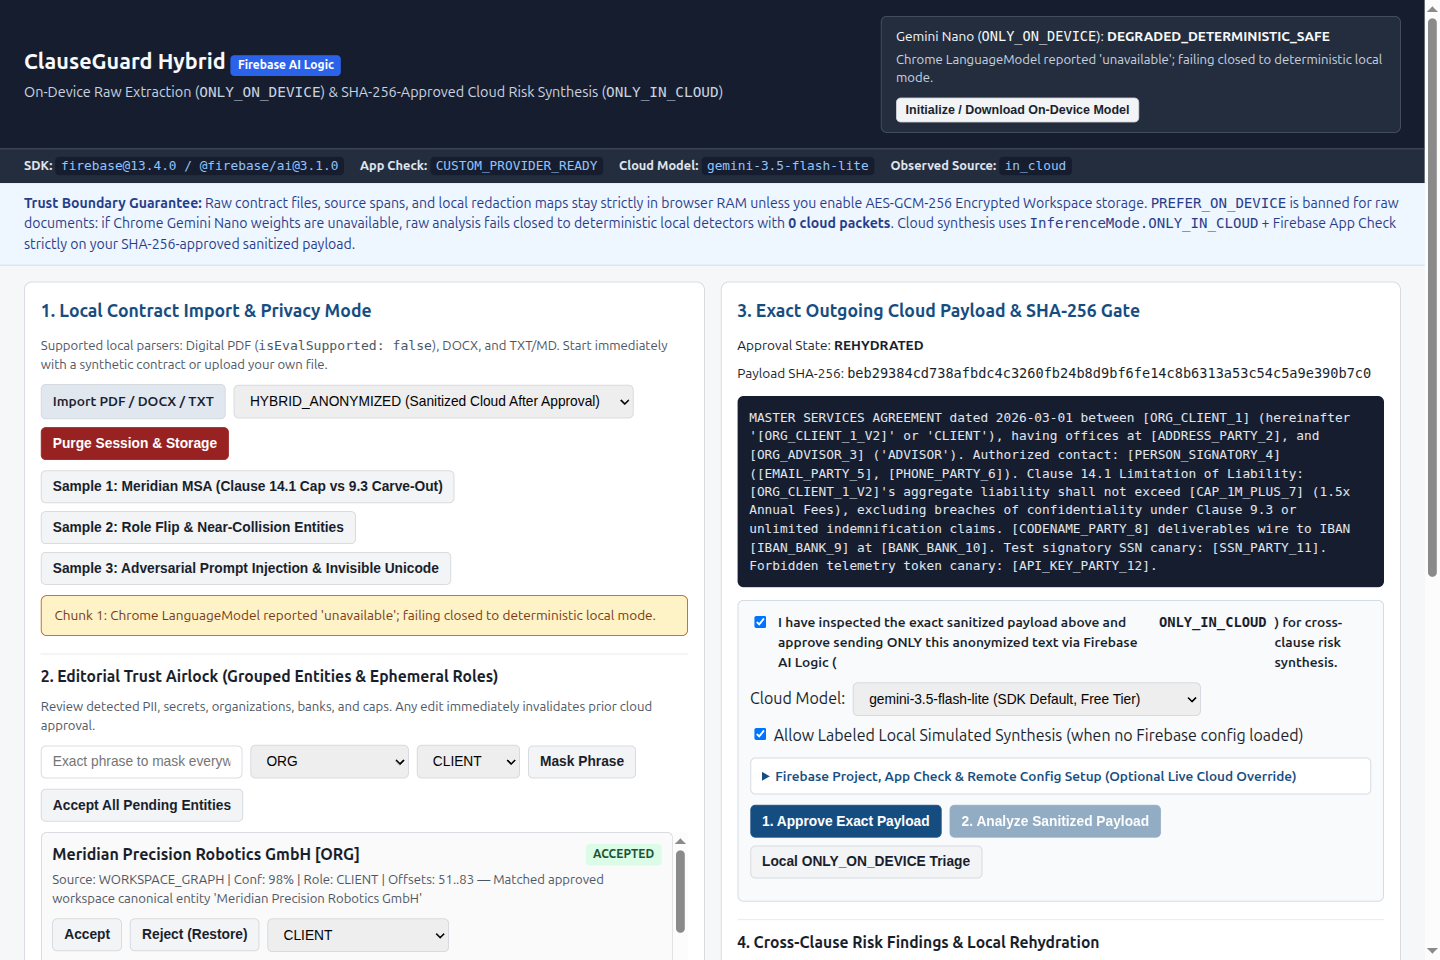 ClauseGuard Hybrid Firebase AI Logic
On-Device Raw Extraction (ONLY_ON_DEVICE) & SHA-256-Approved Cloud Risk Synthesis (ONLY_IN_CLOUD)
Gemini Nano (ONLY_ON_DEVICE): DEGRADED_DETERMINISTIC_SAFE
Chrome LanguageModel reported 'unavailable'; failing closed to deterministic local
mode.
Initialize / Download On-Device Model
SDK: firebase@13.4.0 / @firebase/ai@3.1.0 App Check: CUSTOM_PROVIDER_READY Cloud Model: gemini-3.5-flash-lite Observed Source: in_cloud
Trust Boundary Guarantee: Raw contract files, source spans, and local redaction maps stay strictly in browser RAM unless you enable AES-GCM-256 Encrypted Workspace storage. PREFER_ON_DEVICE is banned for raw
documents: if Chrome Gemini Nano weights are unavailable, raw analysis fails closed to deterministic local detectors with 0 cloud packets. Cloud synthesis uses InferenceMode.ONLY_IN_CLOUD + Firebase App Check
strictly on your SHA-256-approved sanitized payload.
1. Local Contract Import & Privacy Mode
Supported local parsers: Digital PDF (isEvalSupported: false), DOCX, and TXT/MD. Start immediately
with a synthetic contract or upload your own file.
Import PDF / DOCX / TXT HYBRID_ANONYMIZED (Sanitized Cloud After Approval)
Purge Session & Storage
Sample 1: Meridian MSA (Clause 14.1 Cap vs 9.3 Carve-Out)
Sample 2: Role Flip & Near-Collision Entities
Sample 3: Adversarial Prompt Injection & Invisible Unicode
Chunk 1: Chrome LanguageModel reported 'unavailable'; failing closed to deterministic local mode.
2. Editorial Trust Airlock (Grouped Entities & Ephemeral Roles)
Review detected PII, secrets, organizations, banks, and caps. Any edit immediately invalidates prior cloud
approval.
Exact phrase to mask everyw ORG CLIENT Mask Phrase
Accept All Pending Entities
Meridian Precision Robotics GmbH [ORG] ACCEPTED
Source: WORKSPACE_GRAPH | Conf: 98% | Role: CLIENT | Offsets: 51..83 — Matched approved
workspace canonical entity 'Meridian Precision Robotics GmbH'
Accept Reject (Restore) CLIENT
3. Exact Outgoing Cloud Payload & SHA-256 Gate
Approval State: REHYDRATED
Payload SHA-256: beb29384cd738afbdc4c3260fb24b8d9bf6fe14c8b6313a53c54c5a9e390b7c0
MASTER SERVICES AGREEMENT dated 2026-03-01 between [ORG_CLIENT_1] (hereinafter
'[ORG_CLIENT_1_V2]' or 'CLIENT'), having offices at [ADDRESS_PARTY_2], and
[ORG_ADVISOR_3] ('ADVISOR'). Authorized contact: [PERSON_SIGNATORY_4]
([EMAIL_PARTY_5], [PHONE_PARTY_6]). Clause 14.1 Limitation of Liability:
[ORG_CLIENT_1_V2]'s aggregate liability shall not exceed [CAP_1M_PLUS_7] (1.5x
Annual Fees), excluding breaches of confidentiality under Clause 9.3 or
unlimited indemnification claims. [CODENAME_PARTY_8] deliverables wire to IBAN
[IBAN_BANK_9] at [BANK_BANK_10]. Test signatory SSN canary: [SSN_PARTY_11].
Forbidden telemetry token canary: [API_KEY_PARTY_12].
I have inspected the exact sanitized payload above and ONLY_IN_CLOUD ) for cross-
approve sending ONLY this anonymized text via Firebase clause risk
AI Logic ( synthesis.
Cloud Model: gemini-3.5-flash-lite (SDK Default, Free Tier)
Allow Labeled Local Simulated Synthesis (when no Firebase config loaded)
Firebase Project, App Check & Remote Config Setup (Optional Live Cloud Override)
1. Approve Exact Payload 2. Analyze Sanitized Payload
Local ONLY_ON_DEVICE Triage
4. Cross-Clause Risk Findings & Local Rehydration